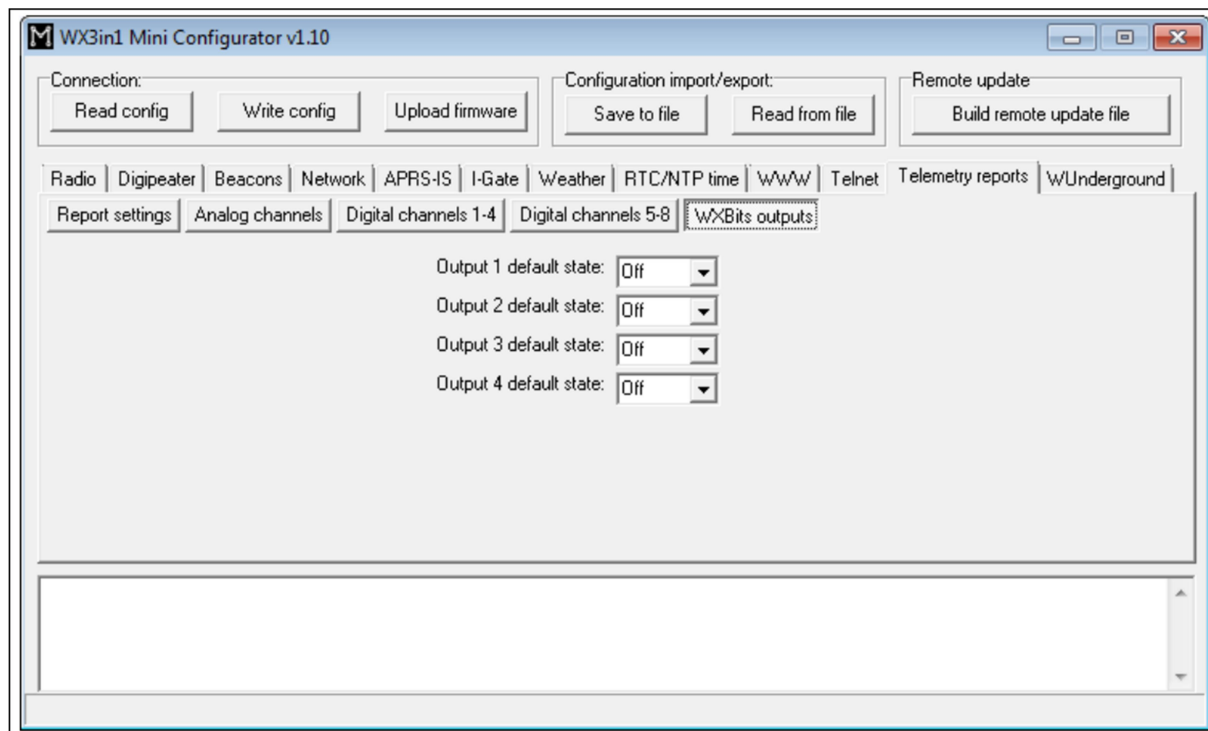 WX3in1 Mini Configurator v1.10
Connection: Configuration import/export: Remote update
Read config Write config Upload firmware Save to file Read from file Build remote update file
Radio Digipeater Beacons Network APRS-IS I-Gate Weather RTC/NTP time WWW Telnet Telemetry reports WUnderground
Report settings Analog channels Digital channels 1-4 Digital channels 5-8 WXBits outputs
Output 1 default state: Off
Output 2 default state: Off
Output 3 default state: Off
Output 4 default state: Off